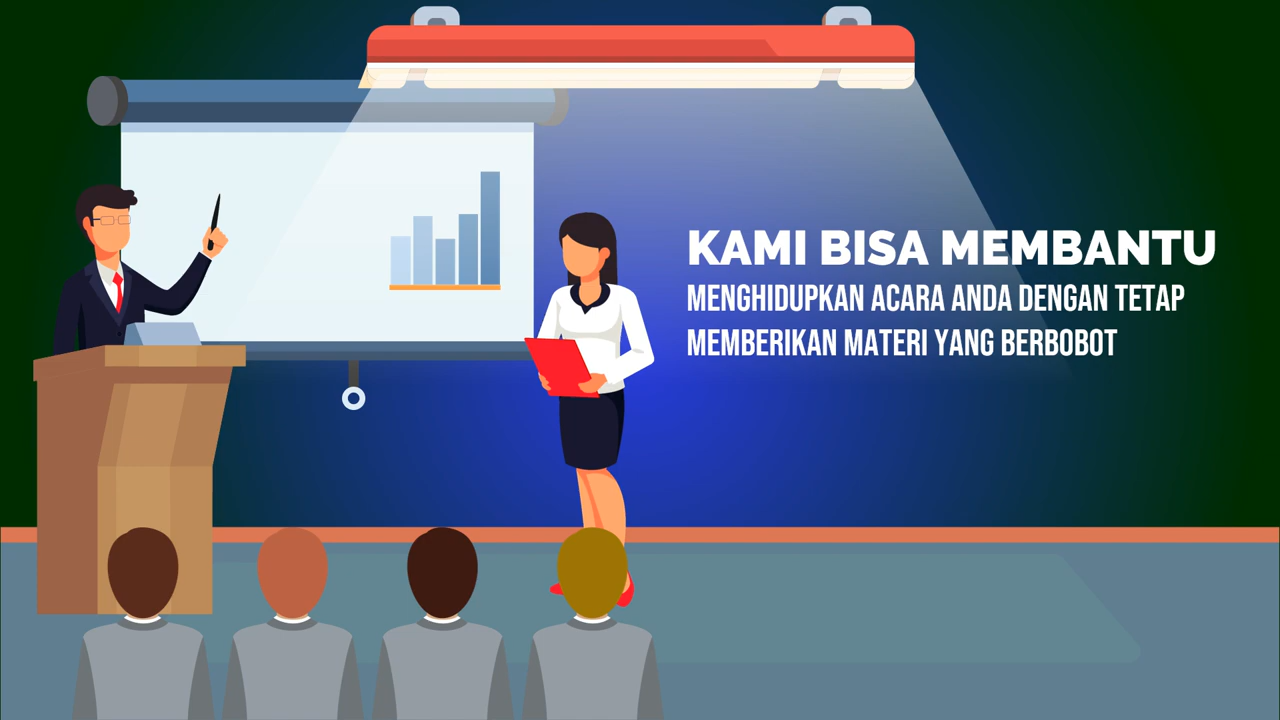 KAMI BISA MEMBANTU
MENGHIDUPKAN ACARA ANDA DENGAN TETAP
MEMBERIKAN MATERI YANG BERBOBOT